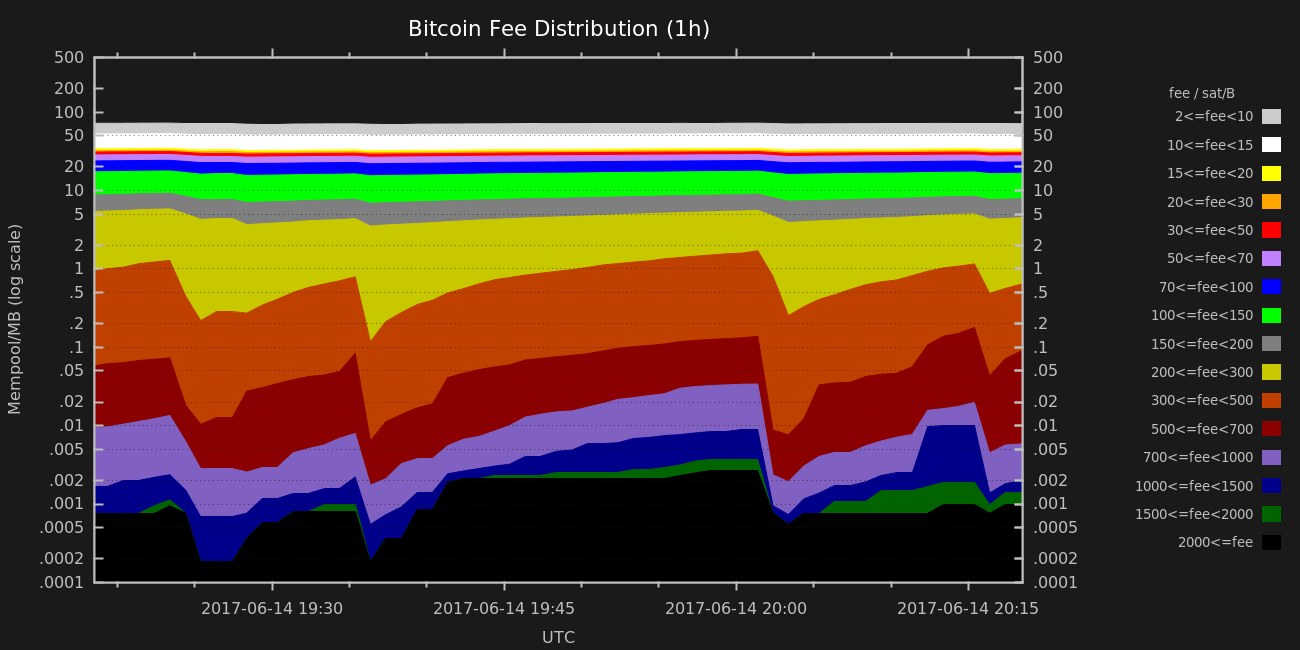 Bitcoin Fee Distribution (1h)
500
200
100
50
20
10
5
2
1
.5
.2
.1
.05
.02
.01
.005
.002
.001
.0005
.0002
.0001
Mempool/MB (log scale)
500
200
100
50
20
10
5
2
1
.5
.2
.1
.05
.02
.01
.005
.002
.001
.0005
.0002
.0001
2017-06-14 19:30
2017-06-14 19:45
2017-06-14 20:00
2017-06-14 20:15
UTC
fee / sat/B
2<=fee<10
10<=fee<15
15<=fee<20
20<=fee<30
30<=fee<50
50<=fee<70
70<=fee<100
100<=fee<150
150<=fee<200
200<=fee<300
300<=fee<500
500<=fee<700
700<=fee<1000
1000<=fee<1500
1500<=fee<2000
2000<=fee